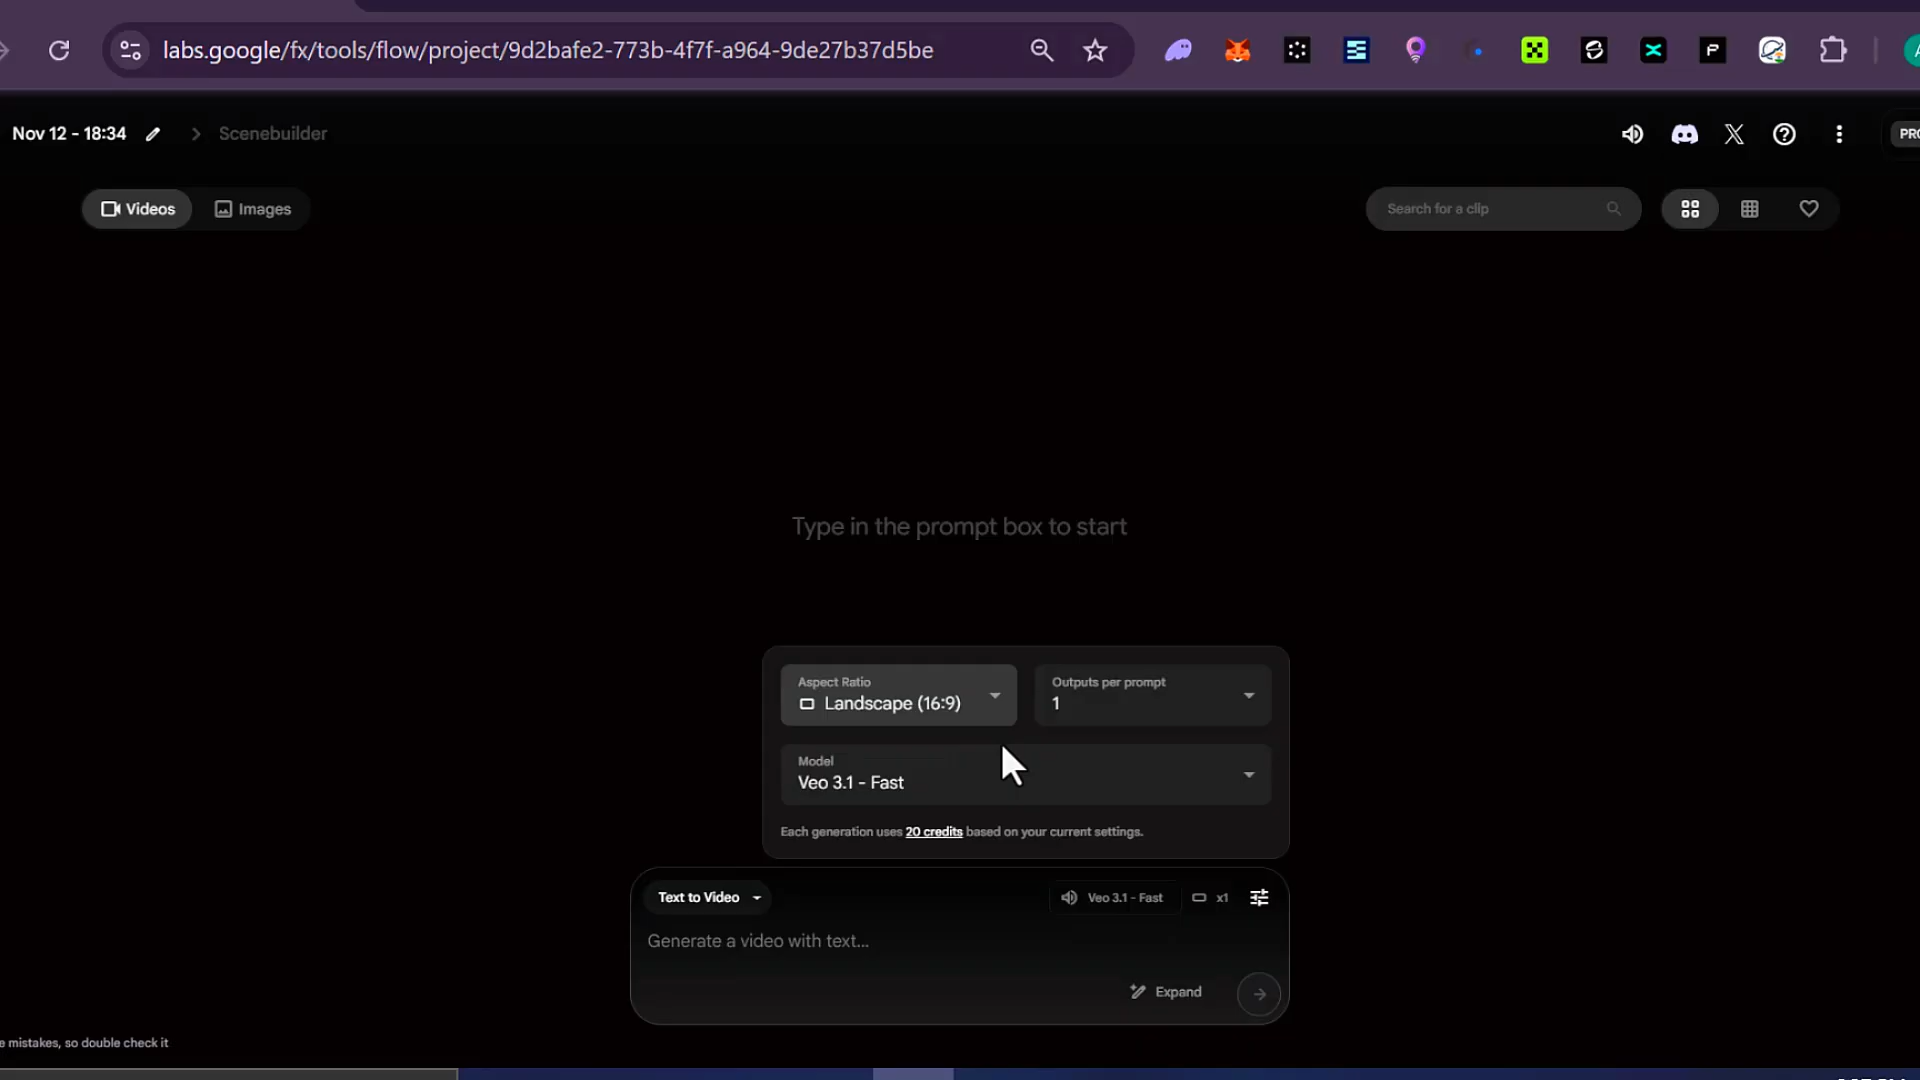 labs.google/fx/tools/flow/project/9d2bafe2-773b-4f7f-a964-9de27b37d5be
Nov 12 - 18:34
Scenebuilder
PRO
Videos
Images
Search for a clip
Type in the prompt box to start
Aspect Ratio
Landscape (16:9)
Outputs per prompt
1
Model
Veo 3.1 - Fast
Each generation uses 20 credits based on your current settings.
Text to Video
Veo 3.1 - Fast
x1
Generate a video with text...
Expand
e mistakes, so double check it